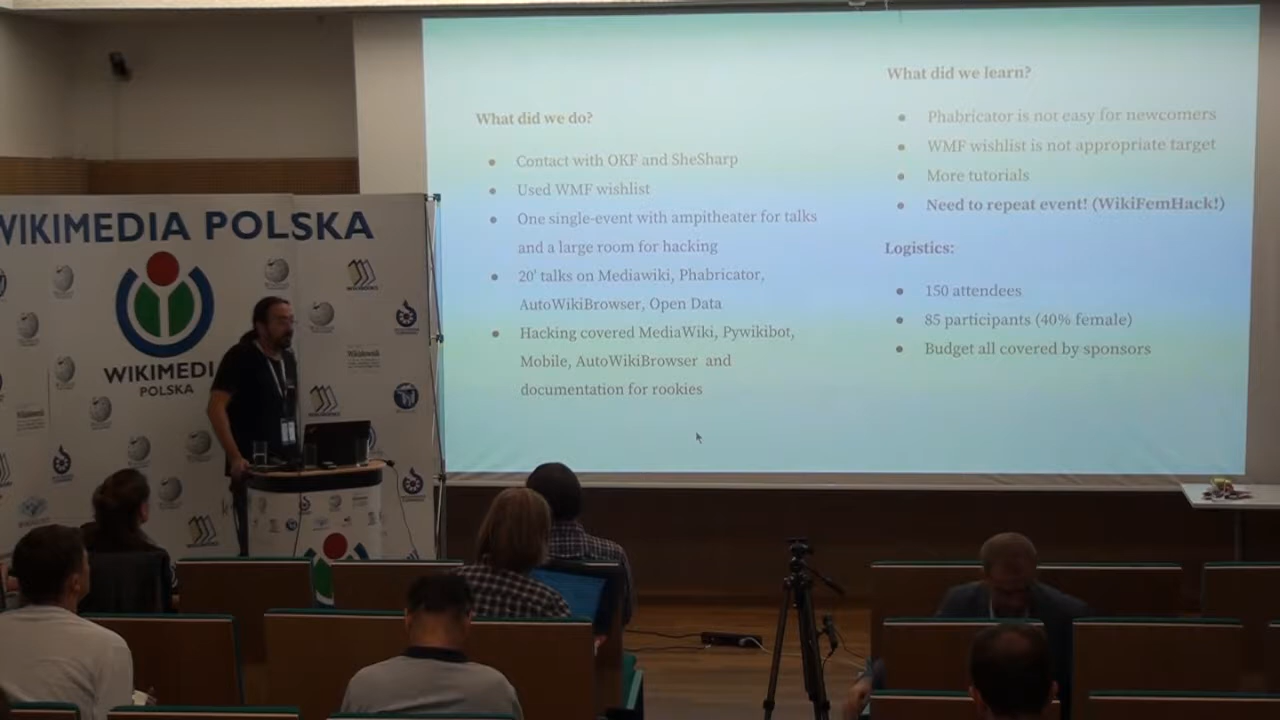 WIKIMEDIA POLSKA
WIKIMEDI
POLSKA
What did we do?
Contact with OKF and SheSharp
Used WMF wishlist
One single-event with ampitheater for talks
and a large room for hacking
20' talks on Mediawiki, Phabricator,
AutoWikiBrowser, Open Data
Hacking covered MediaWiki, Pywikibot,
Mobile, AutoWikiBrowser and
documentation for rookies
What did we learn?
Phabricator is not easy for newcomers
WMF wishlist is not appropriate target
More tutorials
Need to repeat event! (WikiFemHack!)
Logistics:
150 attendees
85 participants (40% female)
Budget all covered by sponsors